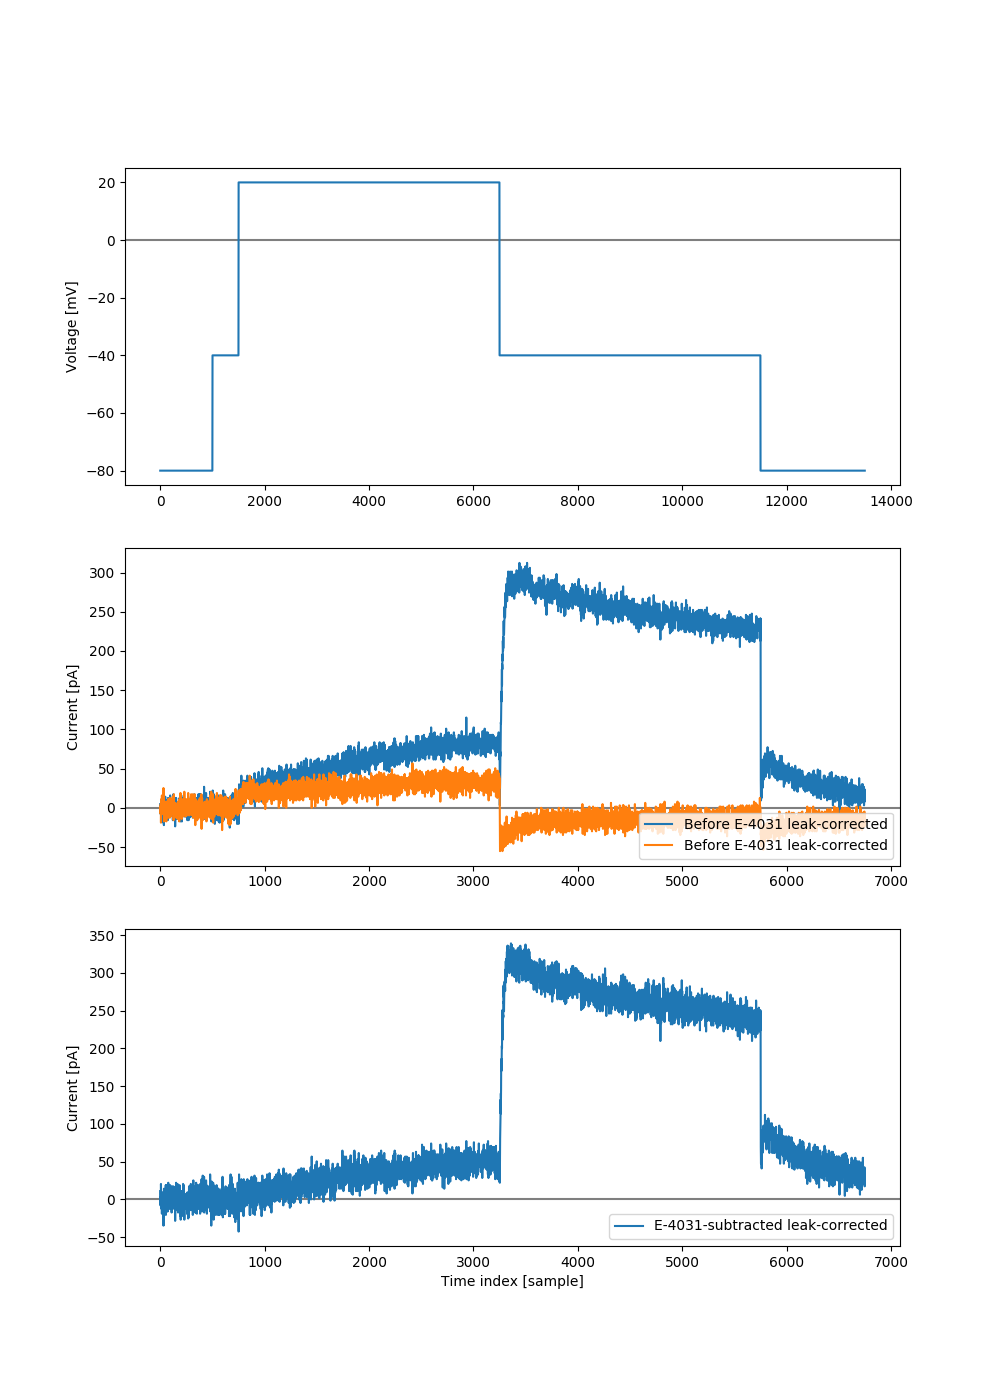 20
0
−20
−40
−60
−80
Voltage [mV]
0 2000 4000 6000 8000 10000 12000 14000
300
250
200
150
100
50
0
−50
Current [pA]
Before E-4031 leak-corrected
Before E-4031 leak-corrected
0 1000 2000 3000 4000 5000 6000 7000
350
300
250
200
150
100
50
0
−50
Current [pA]
E-4031-subtracted leak-corrected
0 1000 2000 3000 4000 5000 6000 7000
Time index [sample]